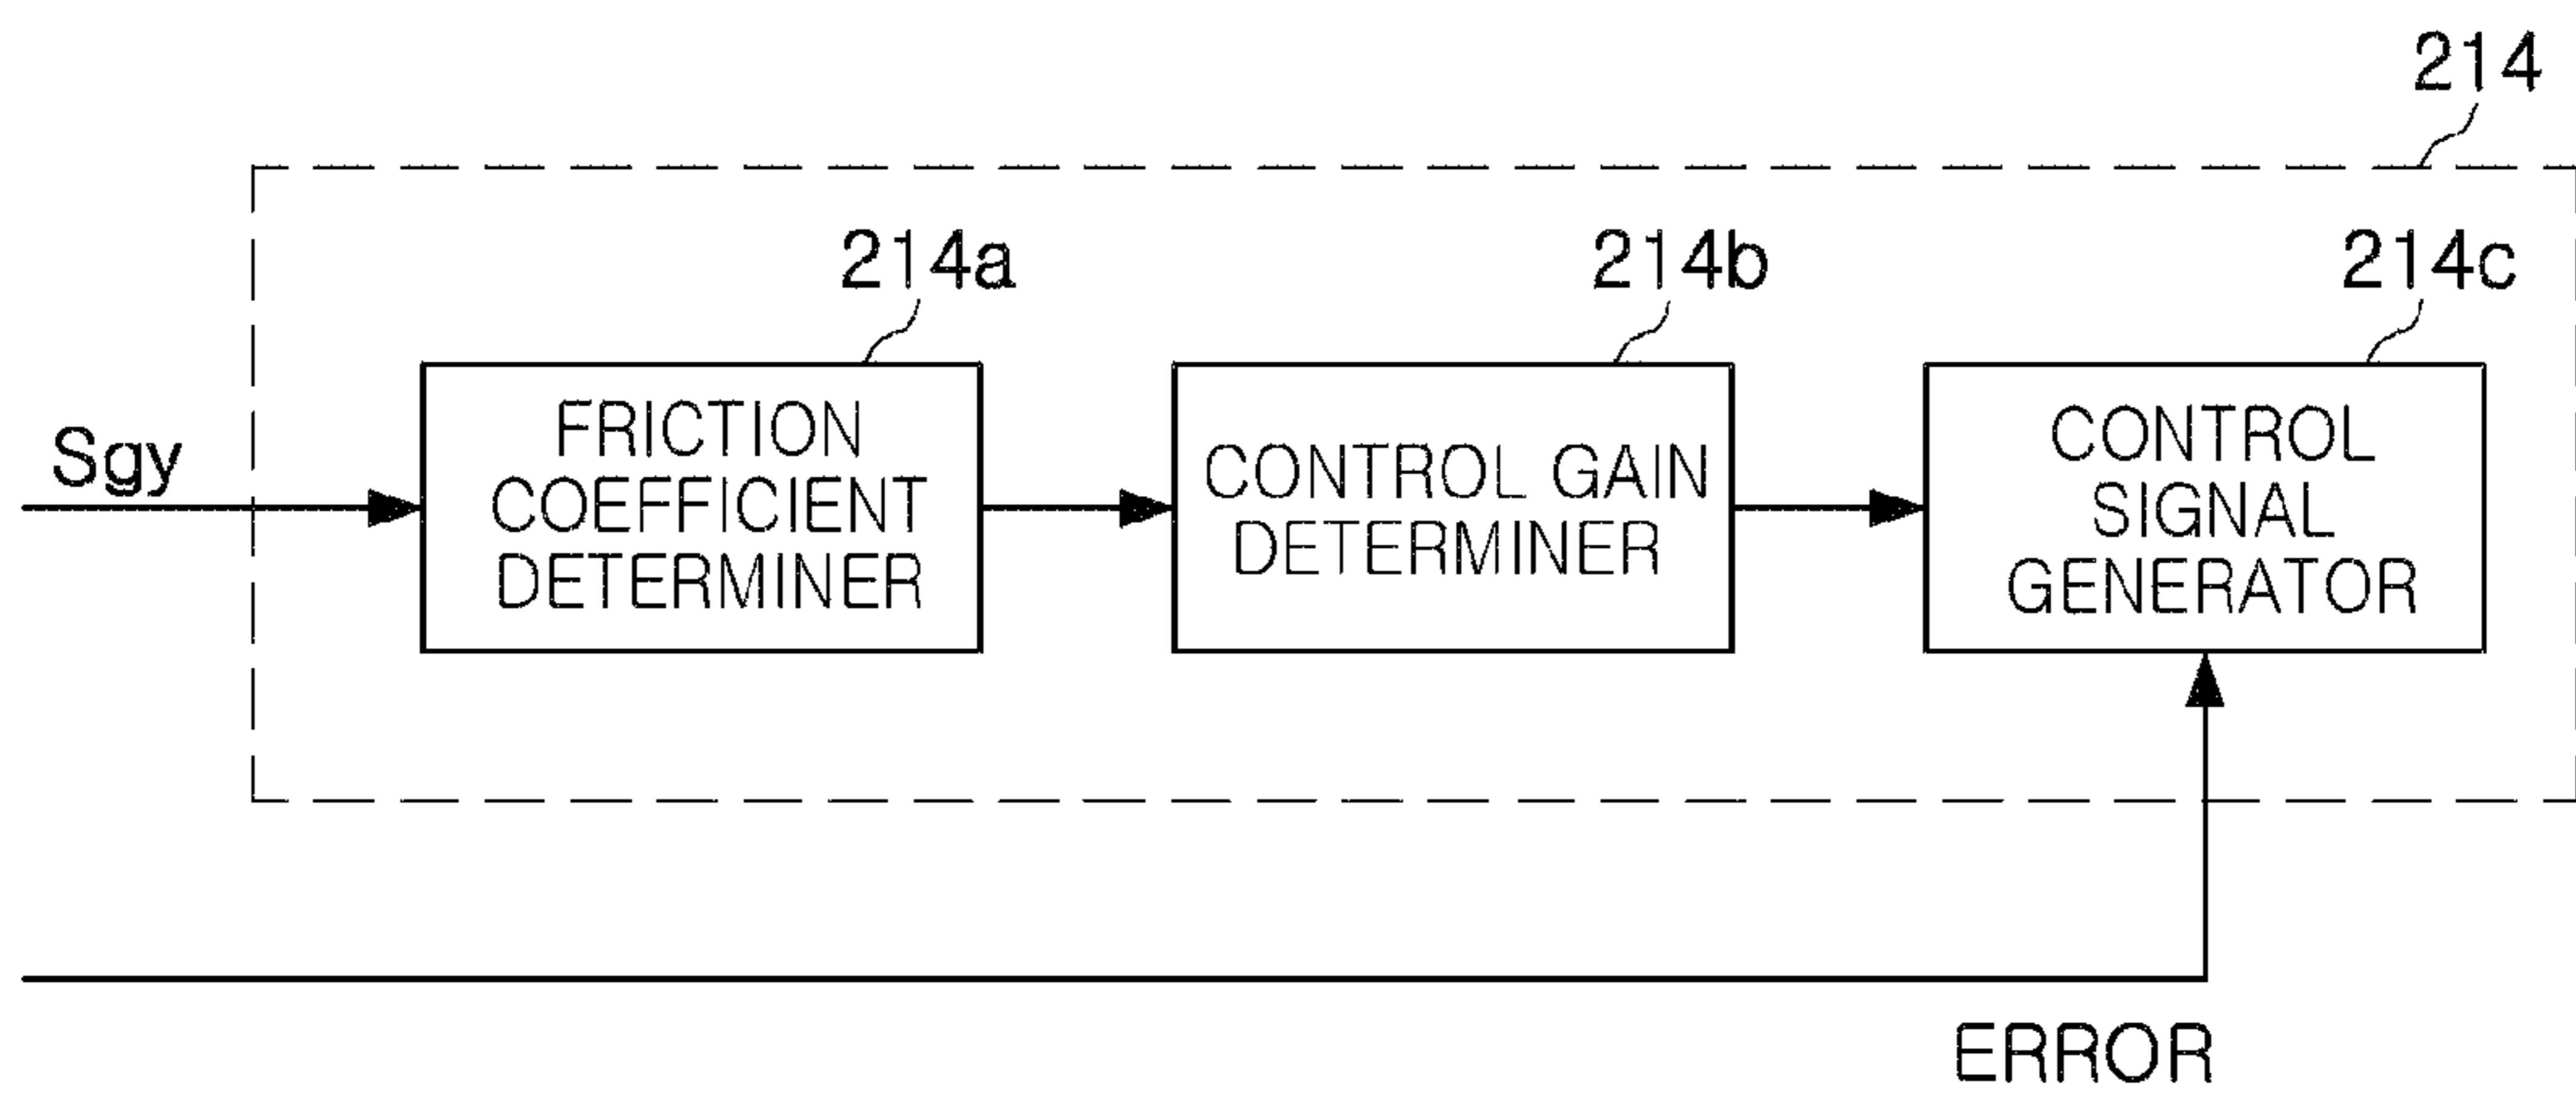 214
214a
214b
214c
Sgy
FRICTION
COEFFICIENT
DETERMINER
CONTROL GAIN
DETERMINER
CONTROL
SIGNAL
GENERATOR
ERROR